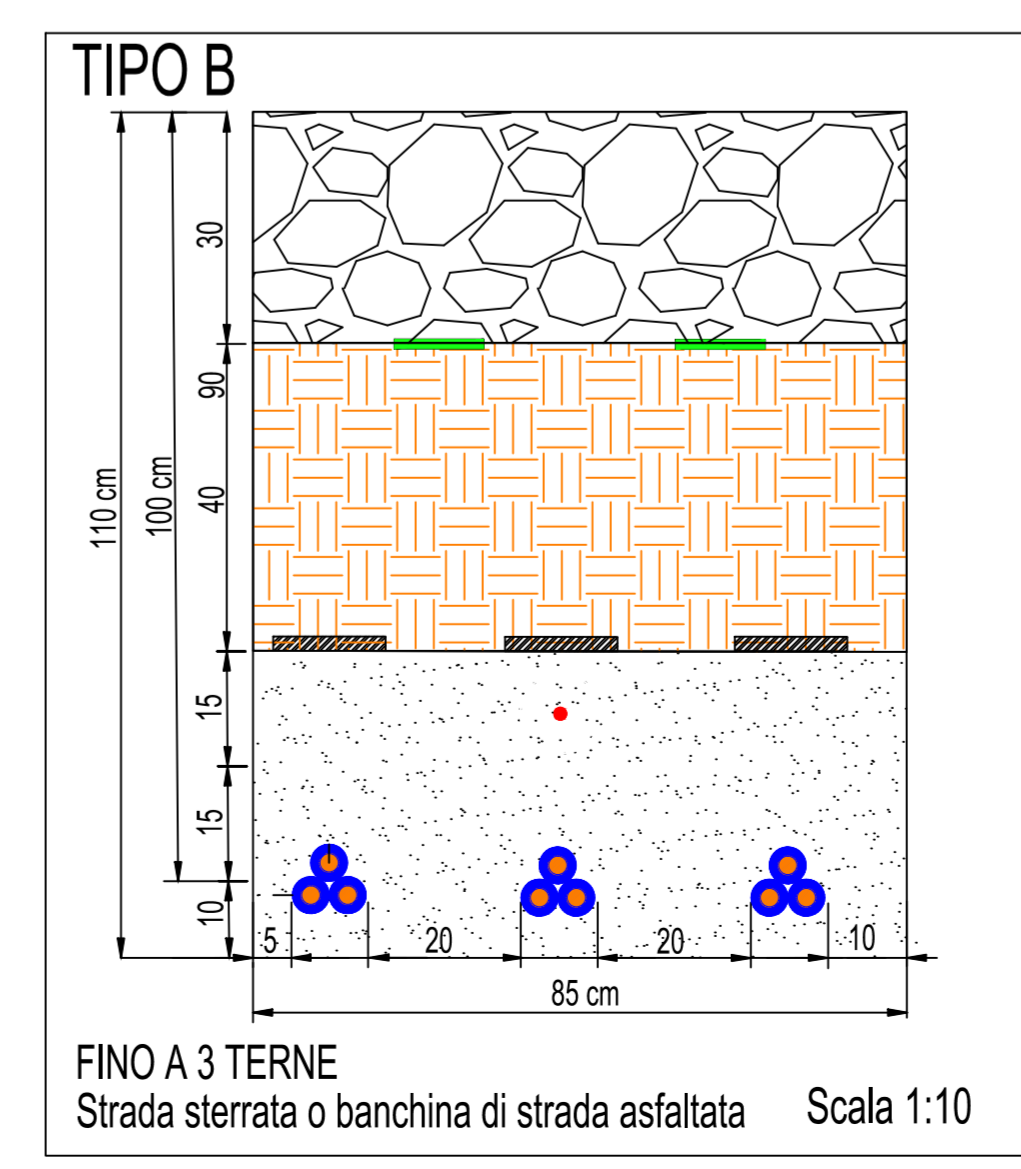 TIPO B
30
90
110 cm
100 cm
40
15
15
10
5
20
20
10
85 cm
FINO A 3 TERNE
Strada sterrata o banchina di strada asfaltata
Scala 1:10